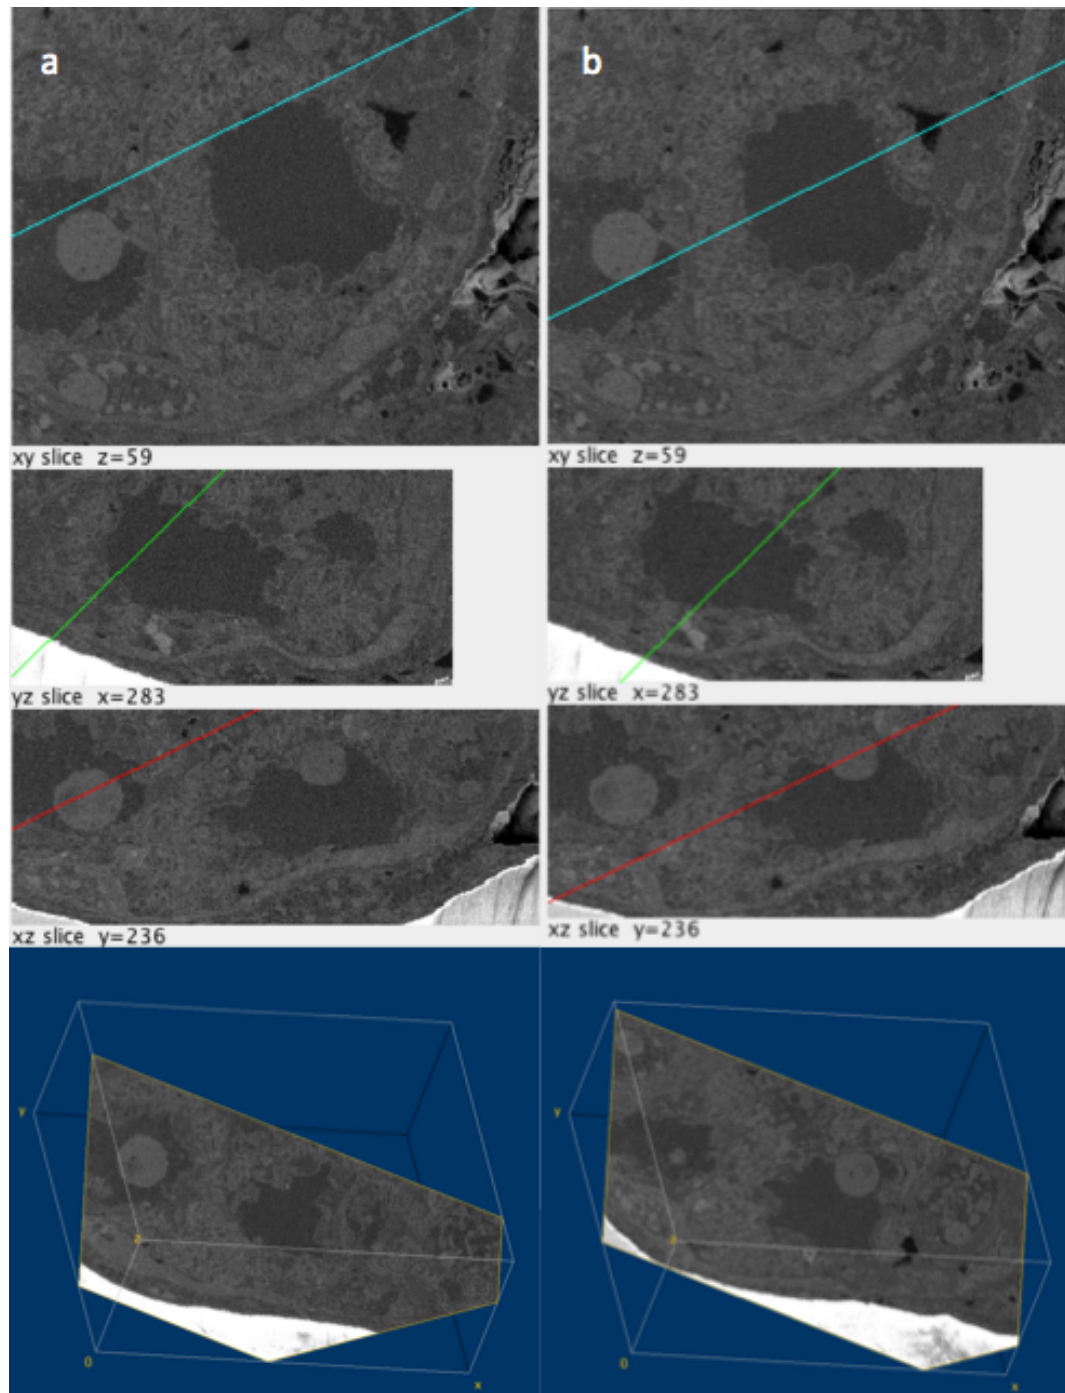 a b
xy slice z=59 xy slice z=59
yz slice x=283 yz slice x=283
xz slice y=236 xz slice y=236
y y
z z
0 0
x x